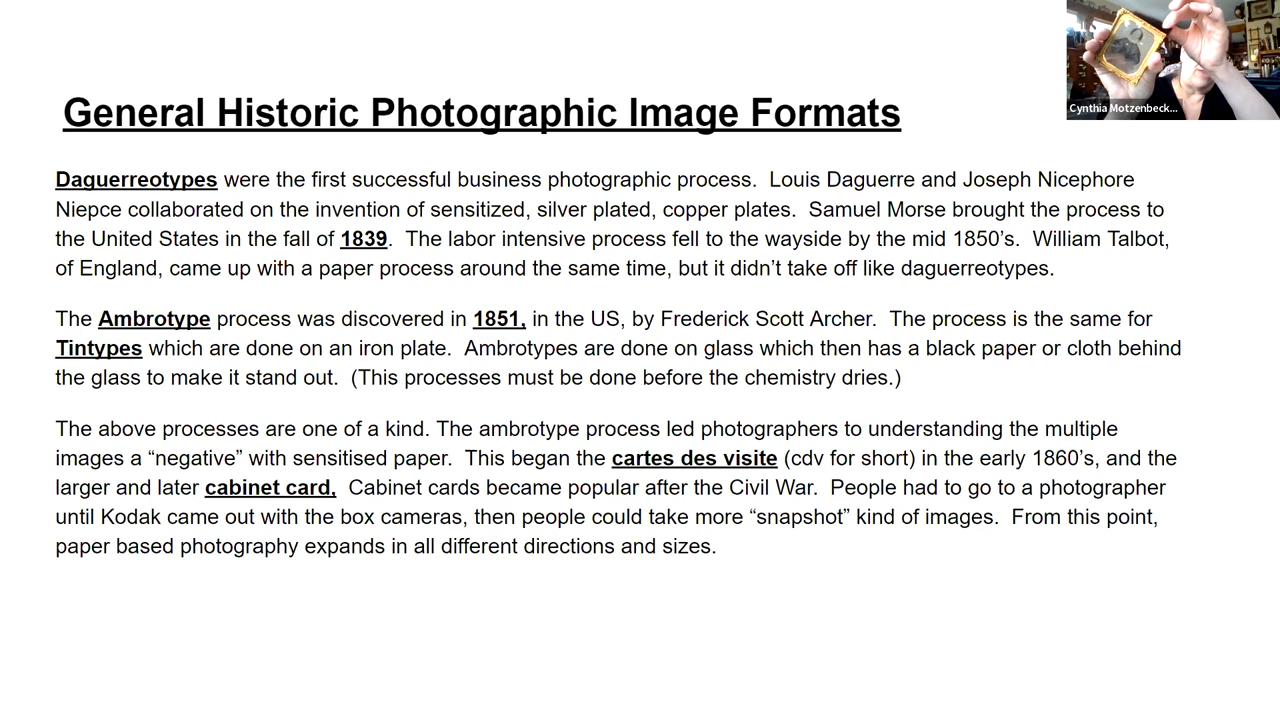 General Historic Photographic Image Formats
Cynthia Motzenbeck...
Daguerreotypes were the first successful business photographic process.  Louis Daguerre and Joseph Nicephore
Niepce collaborated on the invention of sensitized, silver plated, copper plates.  Samuel Morse brought the process to
the United States in the fall of 1839.  The labor intensive process fell to the wayside by the mid 1850’s.  William Talbot,
of England, came up with a paper process around the same time, but it didn’t take off like daguerreotypes.
The Ambrotype process was discovered in 1851, in the US, by Frederick Scott Archer.  The process is the same for
Tintypes which are done on an iron plate.  Ambrotypes are done on glass which then has a black paper or cloth behind
the glass to make it stand out.  (This processes must be done before the chemistry dries.)
The above processes are one of a kind. The ambrotype process led photographers to understanding the multiple
images a “negative” with sensitised paper.  This began the cartes des visite (cdv for short) in the early 1860’s, and the
larger and later cabinet card,  Cabinet cards became popular after the Civil War.  People had to go to a photographer
until Kodak came out with the box cameras, then people could take more “snapshot” kind of images.  From this point,
paper based photography expands in all different directions and sizes.